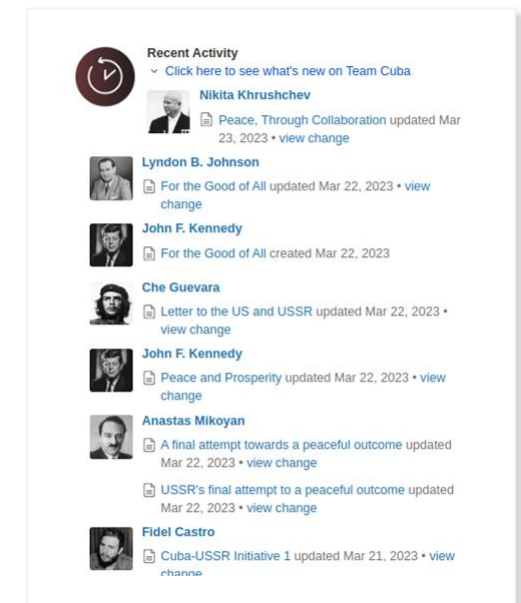 Recent Activity
Click here to see what's new on Team Cuba
Nikita Khrushchev
Peace, Through Collaboration updated Mar
23, 2023 • view change
Lyndon B. Johnson
For the Good of All updated Mar 22, 2023 • view
change
John F. Kennedy
For the Good of All created Mar 22, 2023
Che Guevara
Letter to the US and USSR updated Mar 22, 2023 •
view change
John F. Kennedy
Peace and Prosperity updated Mar 22, 2023 • view
change
Anastas Mikoyan
A final attempt towards a peaceful outcome updated
Mar 22, 2023 • view change
USSR's final attempt to a peaceful outcome updated
Mar 22, 2023 • view change
Fidel Castro
Cuba-USSR Initiative 1 updated Mar 21, 2023 • view
change